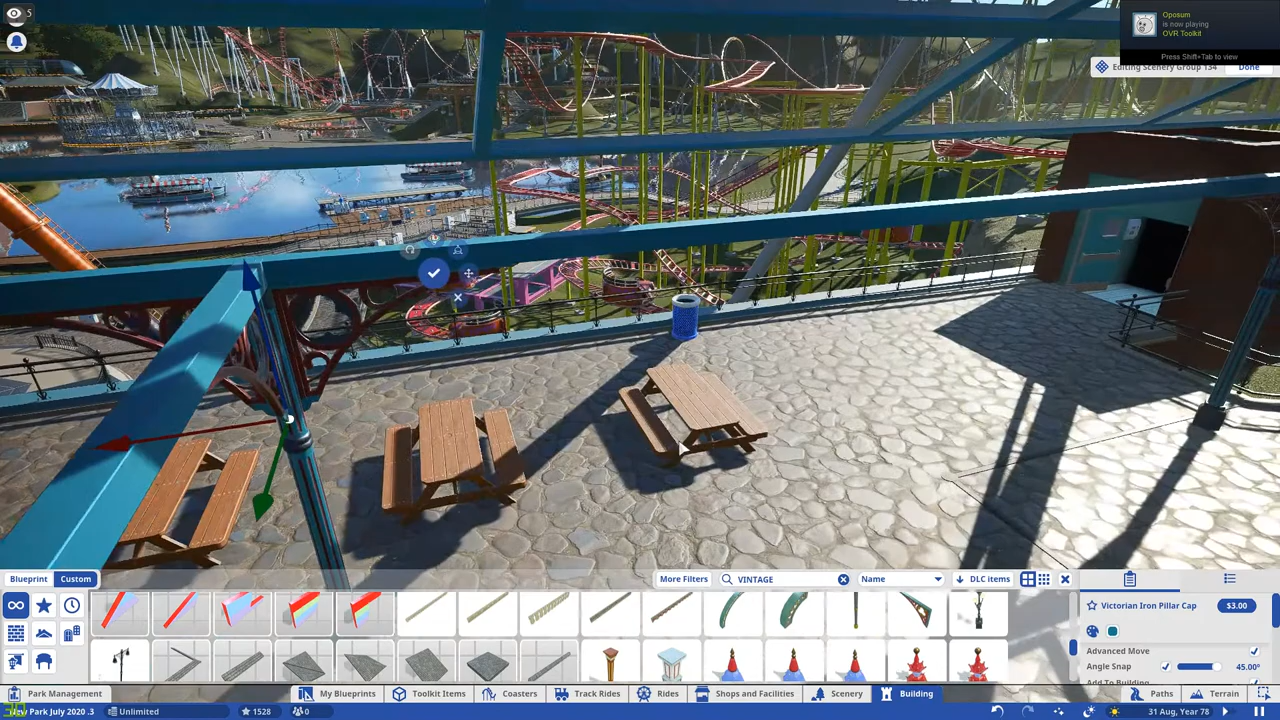 5
Oposum
is now playing
OVR Toolkit
Press Shift+Tab to view
Editing Scenery Group 134
Done
Blueprint
Custom
More Filters
VINTAGE
Name
DLC items
Victorian Iron Pillar Cap
$3.00
Advanced Move
Angle Snap
45.00°
Park Management
My Blueprints
Toolkit Items
Coasters
Track Rides
Rides
Shops and Facilities
Scenery
Building
Paths
Terrain
New Park July 2020 .3
Unlimited
1528
0
31 Aug, Year 78